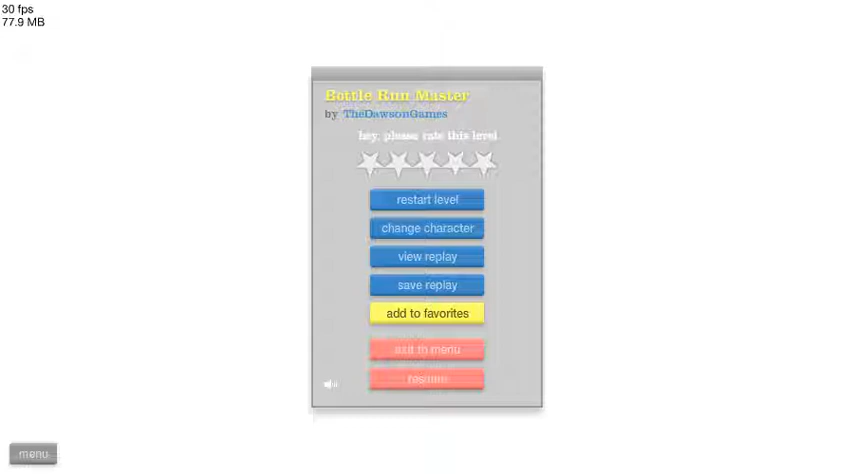 30 fps
77.9 MB
Bottle Run Master
by TheDawsonGames
hey, please rate this level.
restart level
change character
view replay
save replay
add to favorites
exit to menu
resume
menu